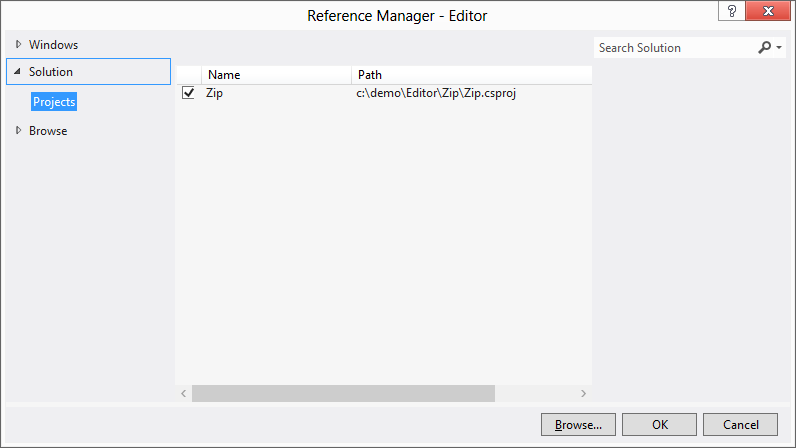 Reference Manager - Editor
?
Windows
Search Solution
Solution
Name Path
Zip c:\demo\Editor\Zip\Zip.csproj
Projects
Browse
Browse... OK Cancel